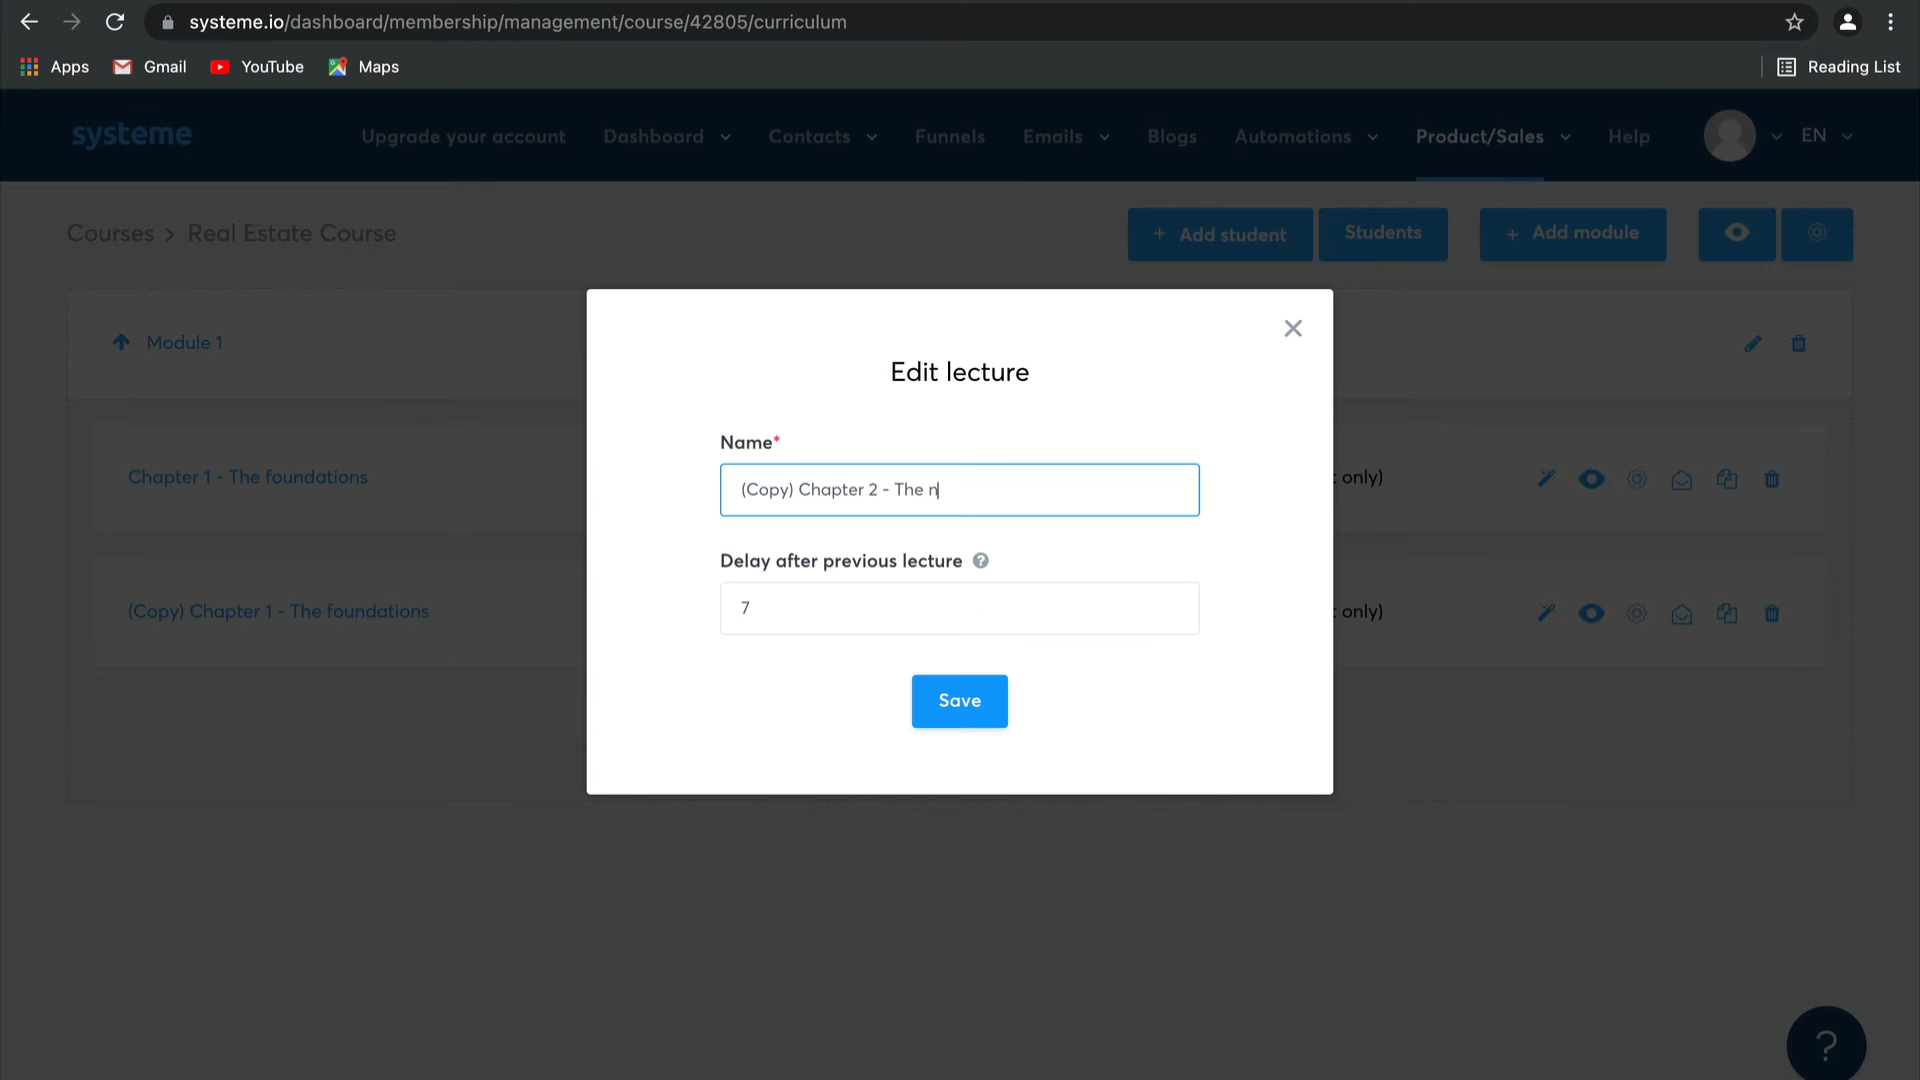 systeme.io/dashboard/membership/management/course/42805/curriculum
Apps Gmail YouTube Maps Reading List
systeme Upgrade your account Dashboard Contacts Funnels Emails Blogs Automations Product/Sales Help EN
Courses > Real Estate Course + Add student Students + Add module
Module 1
Edit lecture
Name*
Chapter 1 - The foundations only)
(Copy) Chapter 2 - The n
Delay after previous lecture ?
(Copy) Chapter 1 - The foundations only)
7
Save
?